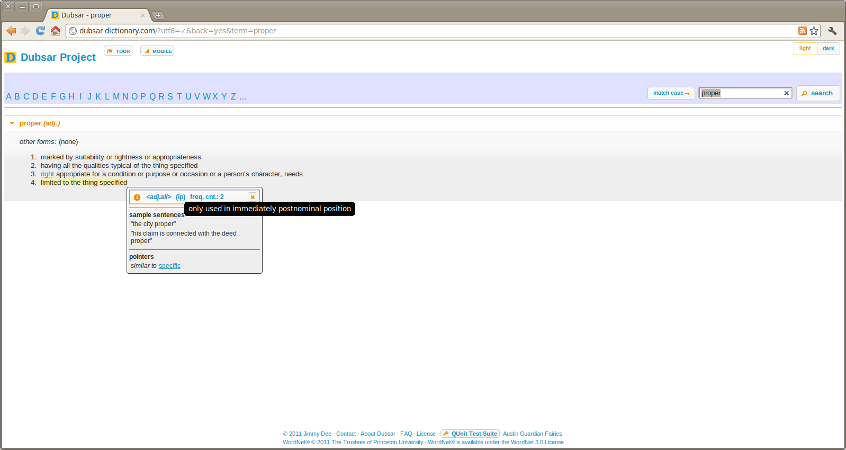 Dubsar - proper
dubsar-dictionary.com/?utf8=✓&back=yes&term=proper
D Dubsar Project
TOUR
MOBILE
light
dark
A B C D E F G H I J K L M N O P Q R S T U V W X Y Z ...
match case
proper
search
proper (adj.)
other forms: (none)
1. marked by suitability or rightness or appropriateness
2. having all the qualities typical of the thing specified
3. right appropriate for a condition or purpose or occasion or a person's character, needs
4. limited to the thing specified
<adj.all> (ip) freq. cnt.: 2
only used in immediately postnominal position
sample sentences
"the city proper"
"his claim is connected with the deed
proper"
pointers
similar to specific
© 2011 Jimmy Dee · Contact · About Dubsar · FAQ · License · QUnit Test Suite · Austin Guardian Fairies
WordNet® © 2011 The Trustees of Princeton University · WordNet® is available under the WordNet 3.0 License